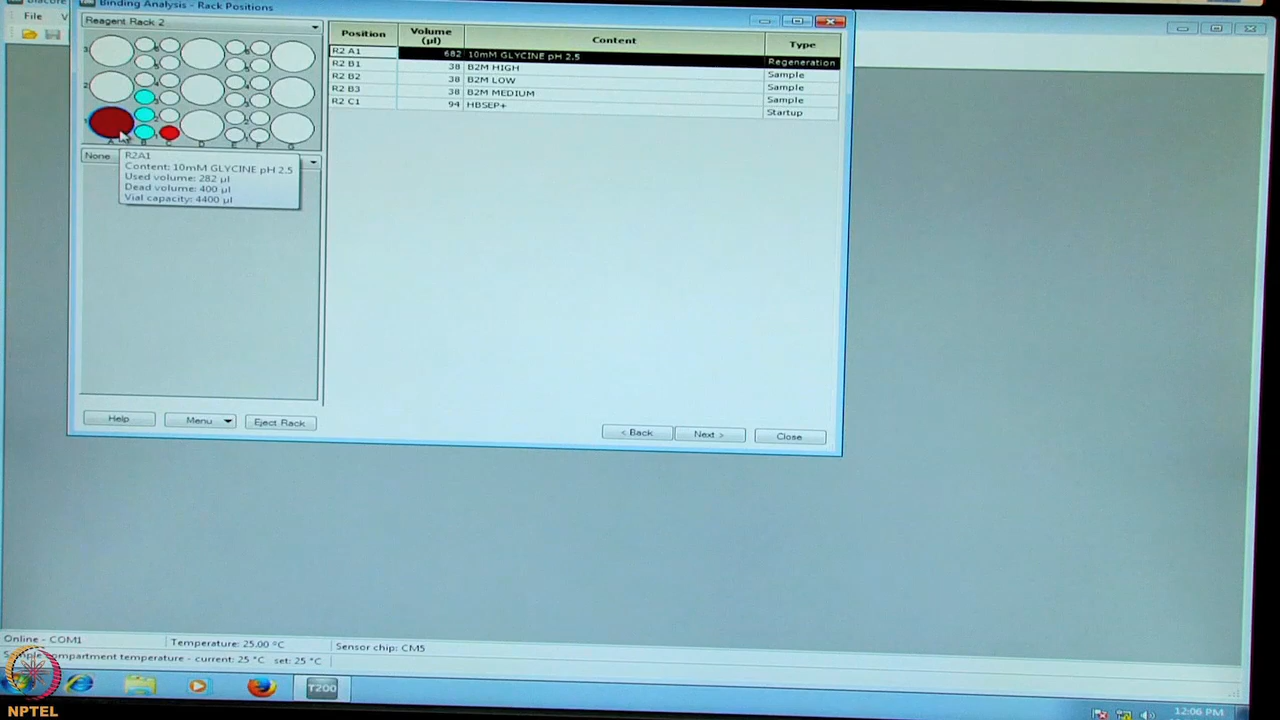 Binding Analysis - Rack Positions
File
Reagent Rack 2
Position Volume (µl) Content Type
R2 A1 682 10mM GLYCINE pH 2.5 Regeneration
R2 B1 38 B2M HIGH Sample
R2 B2 38 B2M LOW Sample
R2 B3 38 B2M MEDIUM Sample
R2 C1 94 HBSEP+ Startup
None
R2A1
Content: 10mM GLYCINE pH 2.5
Used volume: 282 µl
Dead volume: 400 µl
Vial capacity: 4400 µl
Help Menu Eject Rack
< Back Next > Close
Online - COM1 Temperature: 25.00 °C Sensor chip: CM5
compartment temperature - current: 25 °C set: 25 °C
T200
NPTEL
12:06 PM